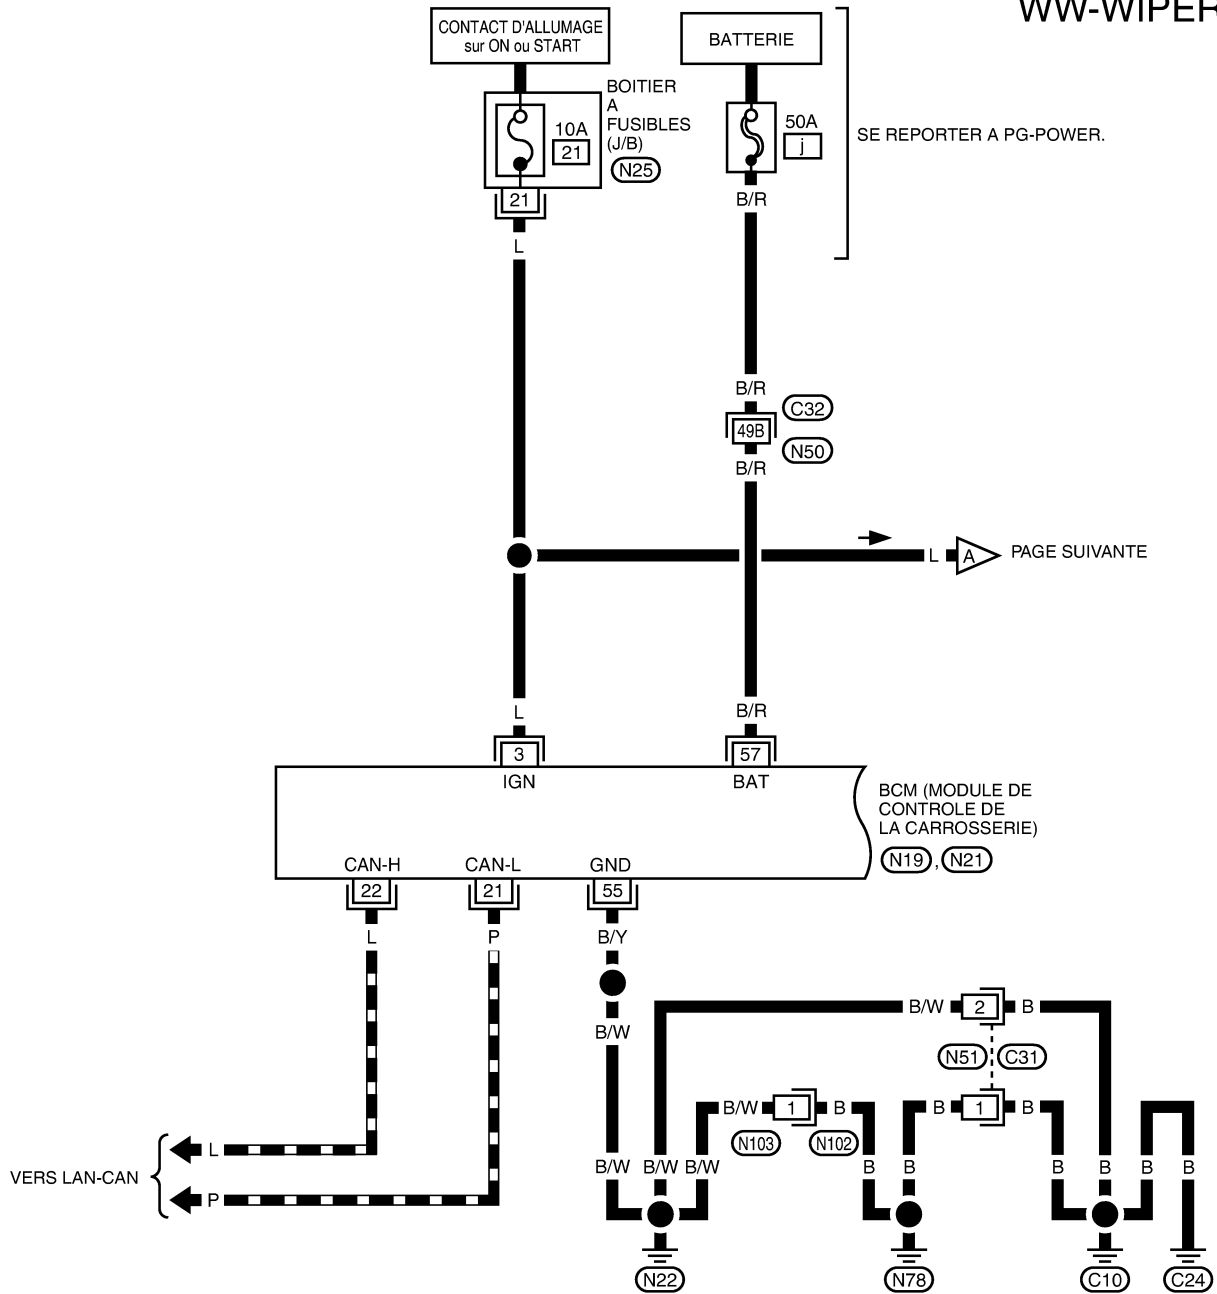 WW-WIPER
CONTACT D'ALLUMAGE
sur ON ou START
BATTERIE
BOITIER
A
FUSIBLES
(J/B)
N25
10A
21
50A
j
SE REPORTER A PG-POWER.
21
B/R
L
B/R
C32
49B
N50
B/R
L
A
PAGE SUIVANTE
L
B/R
3
57
IGN
BAT
BCM (MODULE DE
CONTROLE DE
LA CARROSSERIE)
N19 , N21
CAN-H
CAN-L
GND
22
21
55
L
P
B/Y
B/W
2
B
B/W
N51
C31
B/W
1
B
B
1
B
N103
N102
L
VERS LAN-CAN
P
B/W
B/W
B/W
B
B
B
B
B
B
N22
N78
C10
C24